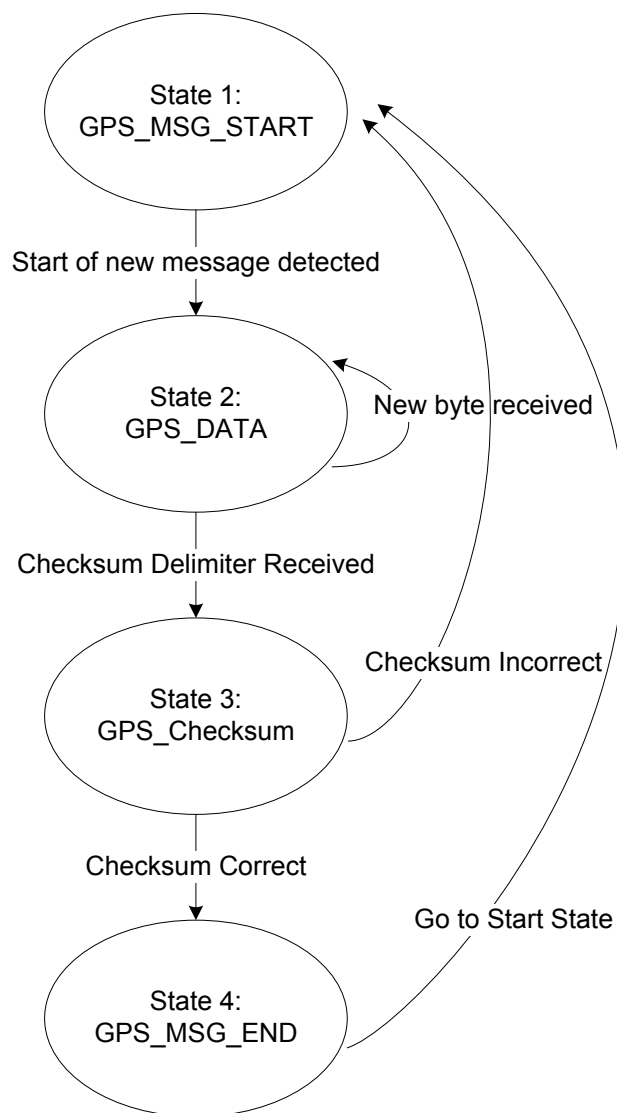 State 1:
GPS_MSG_START
Start of new message detected
State 2:
GPS_DATA
New byte received
Checksum Delimiter Received
State 3:
GPS_Checksum
Checksum Incorrect
Checksum Correct
Go to Start State
State 4:
GPS_MSG_END